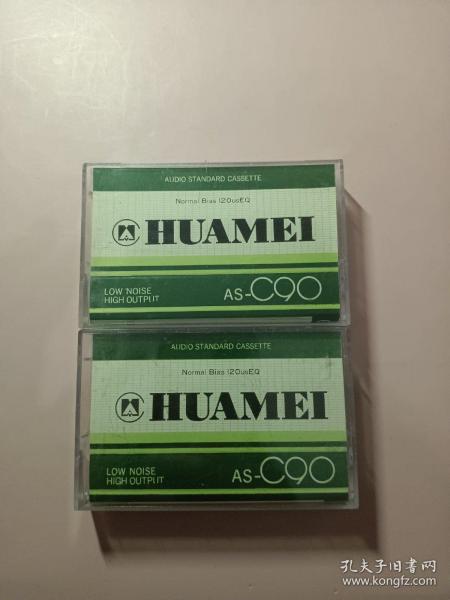 AUDIO STANDARD CASSETTE
Normal Bias 120usEQ
HUAMEI
LOW NOISE
HIGH OUTPUT
AS-C90
AUDIO STANDARD CASSETTE
Normal Bias 120usEQ
HUAMEI
LOW NOISE
HIGH OUTPUT
AS-C90
孔夫子旧书网
www.kongfz.com